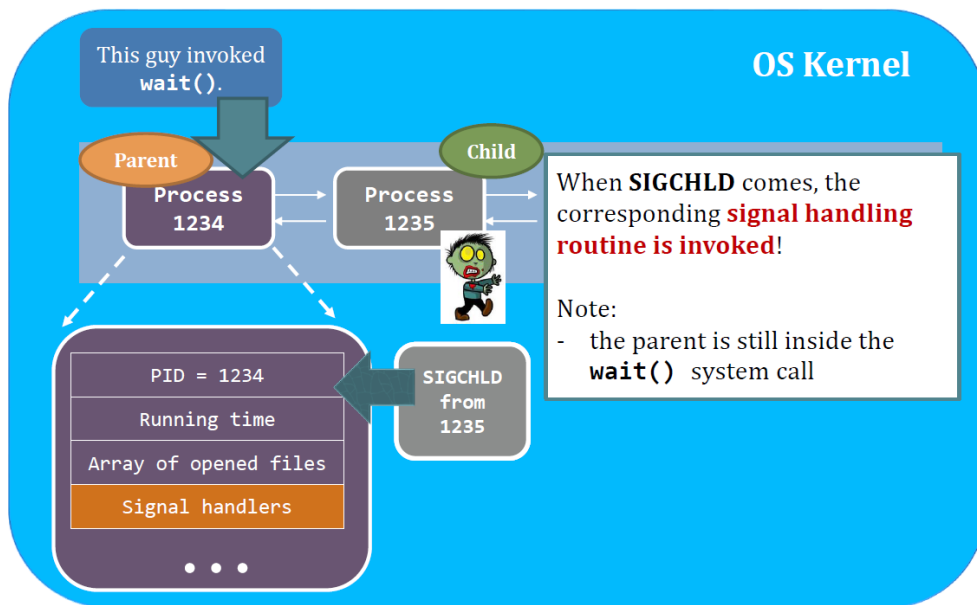 This guy invoked
wait().
OS Kernel
Parent
Child
Process
1234
Process
1235
When SIGCHLD comes, the
corresponding signal handling
routine is invoked!
Note:
- the parent is still inside the
wait() system call
PID = 1234
Running time
Array of opened files
Signal handlers
• • •
SIGCHLD
from
1235